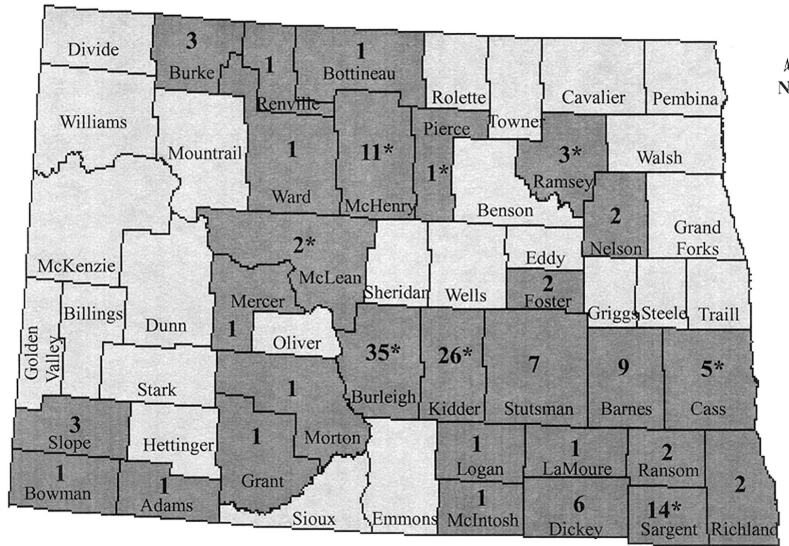 Divide
3
Burke
1
Renville
1
Bottineau
Rolette
Towner
Cavalier
Pembina
N
Williams
Mountrail
1
Ward
11*
McHenry
Pierce
1*
Benson
3*
Ramsey
Walsh
2
Nelson
Grand
Forks
McKenzie
2*
McLean
Sheridan
Wells
Eddy
2
Foster
Griggs
Steele
Traill
Golden
Valley
Billings
Dunn
Mercer
1
Oliver
35*
Burleigh
26*
Kidder
7
Stutsman
9
Barnes
5*
Cass
Stark
3
Slope
Hettinger
1
Grant
1
Morton
1
Logan
1
LaMoure
2
Ransom
2
Richland
1
Bowman
1
Adams
Sioux
Emmons
1
McIntosh
6
Dickey
14*
Sargent